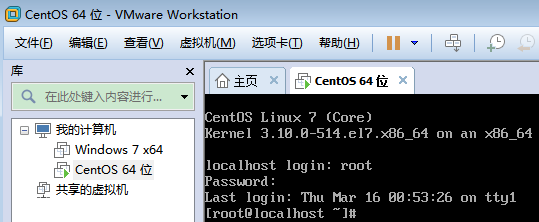 CentOS 64 位 - VMware Workstation
文件(F) 编辑(E) 查看(V) 虚拟机(M) 选项卡(T) 帮助(H)
库
在此处键入内容进行...
我的计算机
Windows 7 x64
CentOS 64 位
共享的虚拟机
主页 CentOS 64 位
CentOS Linux 7 (Core)
Kernel 3.10.0-514.el7.x86_64 on an x86_64
localhost login: root
Password:
Last login: Thu Mar 16 00:53:26 on tty1
[root@localhost ~]#